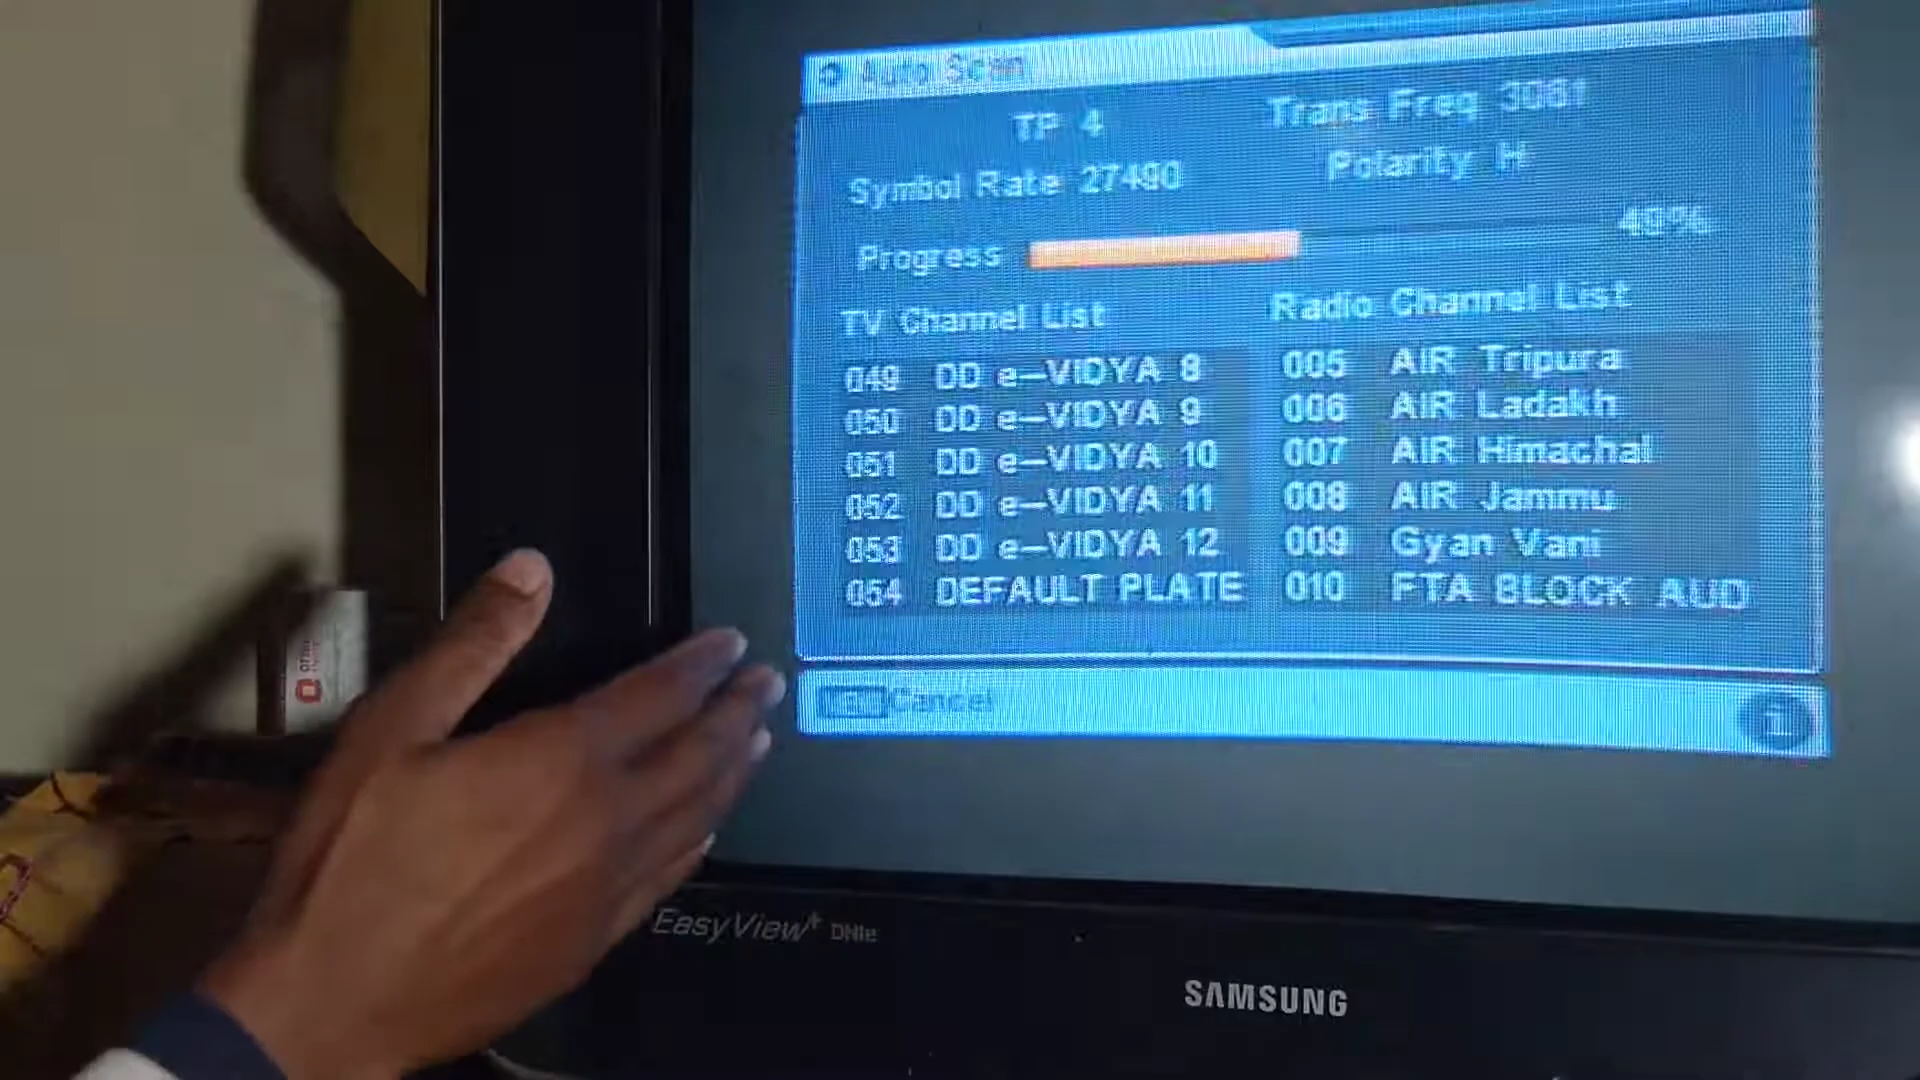 Auto Scan
TP 4 Trans Freq 3081
Symbol Rate 27490 Polarity H
Progress 49%
TV Channel List Radio Channel List
049 DD e-VIDYA 8 005 AIR Tripura
050 DD e-VIDYA 9 006 AIR Ladakh
051 DD e-VIDYA 10 007 AIR Himachal
052 DD e-VIDYA 11 008 AIR Jammu
053 DD e-VIDYA 12 009 Gyan Vani
054 DEFAULT PLATE 010 FTA BLOCK AUD
Cancel
EasyView+ DNIe
SAMSUNG